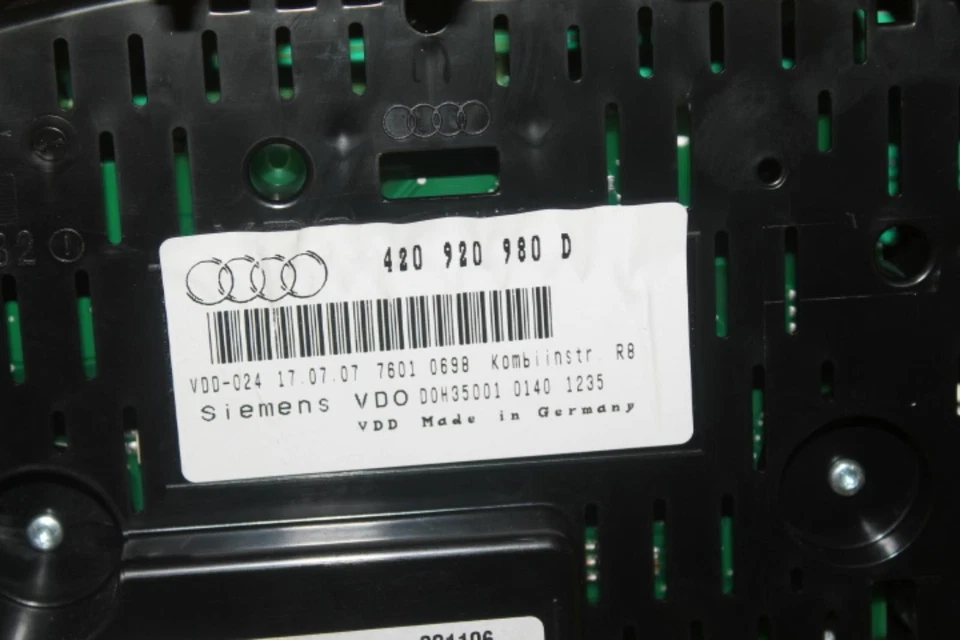 420 920 980 D
VDD-024 17.07.07 7601 0698 Kombiinstr. R8
Siemens VDO D0H35001 0140 1235
VDD Made in Germany